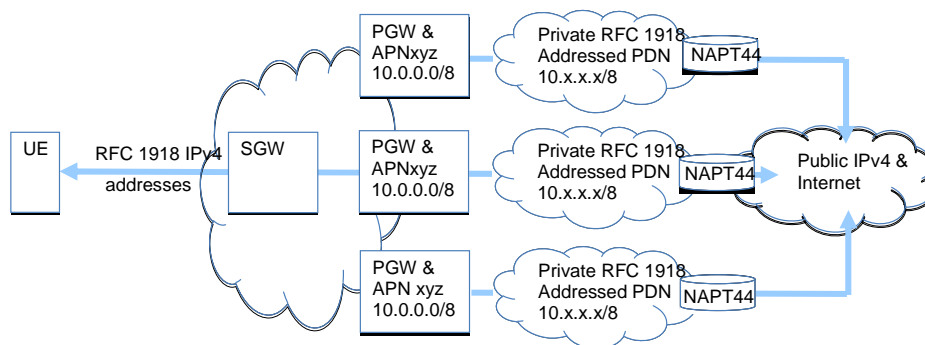 PGW &
APNxyz
10.0.0.0/8
Private RFC 1918
Addressed PDN
10.x.x.x/8
NAPT44
UE
RFC 1918 IPv4
addresses
SGW
PGW &
APNxyz
10.0.0.0/8
Private RFC 1918
Addressed PDN
10.x.x.x/8
NAPT44
Public IPv4 &
Internet
PGW &
APN xyz
10.0.0.0/8
Private RFC 1918
Addressed PDN
10.x.x.x/8
NAPT44